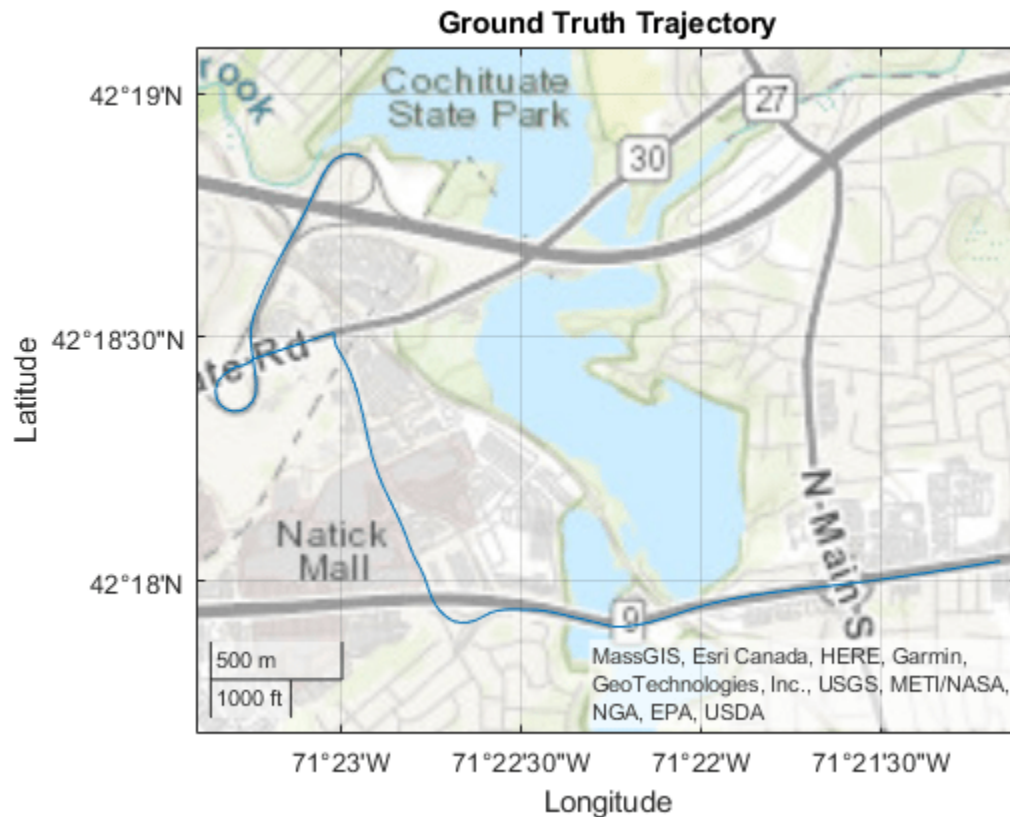 Ground Truth Trajectory
rook
Cochituate
State Park
27
30
ate Rd
Natick
Mall
N-Main-S
9
500 m
1000 ft
MassGIS, Esri Canada, HERE, Garmin,
GeoTechnologies, Inc., USGS, METI/NASA,
NGA, EPA, USDA
42°19'N
42°18'30"N
42°18'N
Latitude
71°23'W
71°22'30"W
71°22'W
71°21'30"W
Longitude